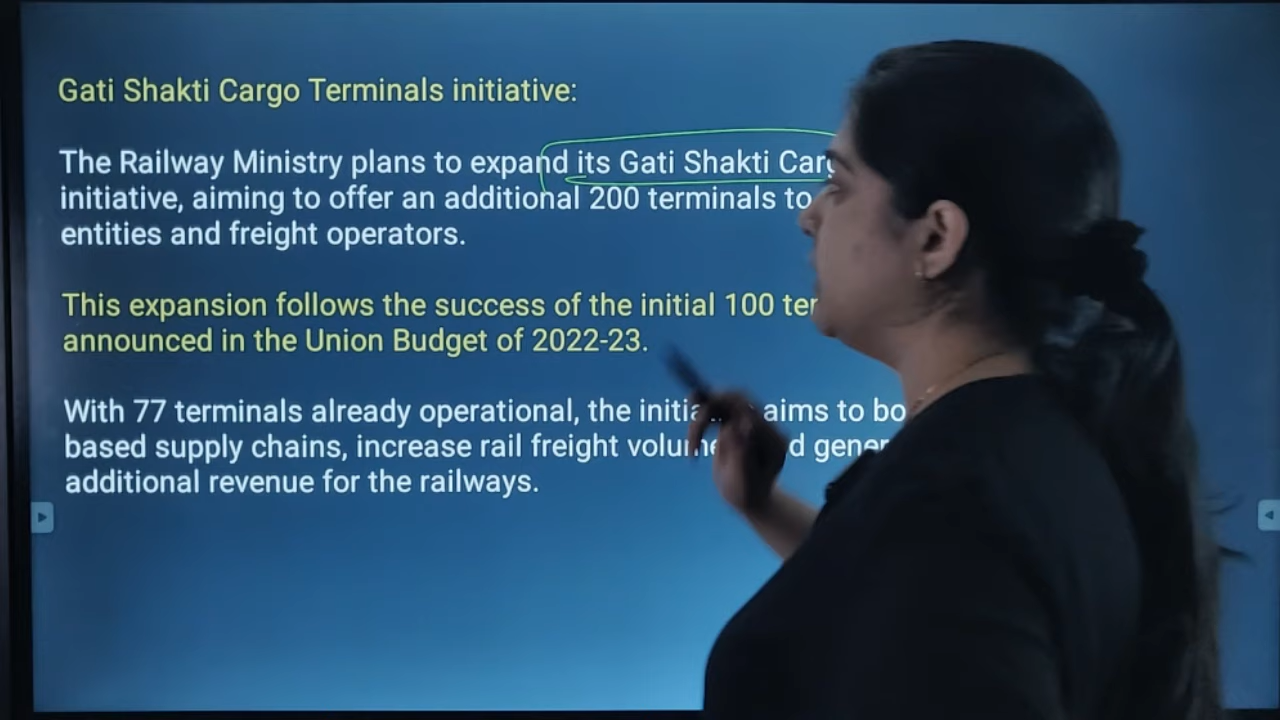 Gati Shakti Cargo Terminals initiative:
The Railway Ministry plans to expand its Gati Shakti
initiative, aiming to offer an additional 200 terminals to
entities and freight operators.
This expansion follows the success of the initial 100
announced in the Union Budget of 2022-23.
With 77 terminals already operational, the aims to
based supply chains, increase rail freight
additional revenue for the railways.